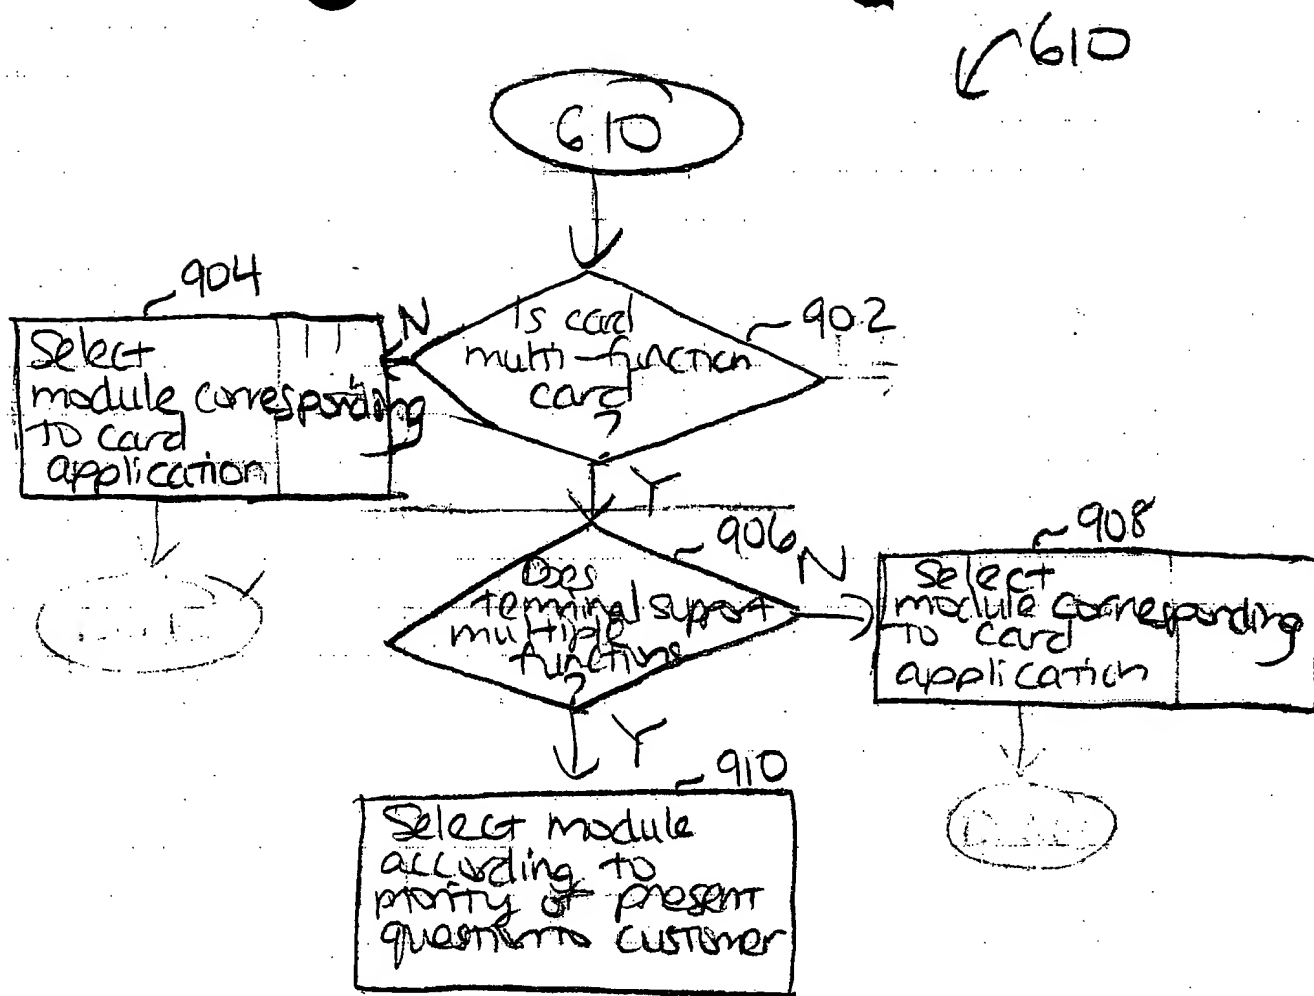 610
610
904
Select
module corresponding
to card
application
N
Is card
multi-function
card
?
902
Y
906
Does
terminal support
multiple
functions
?
N
908
Select
module corresponding
to card
application
Y
910
Select module
according to
priority of present
question to customer